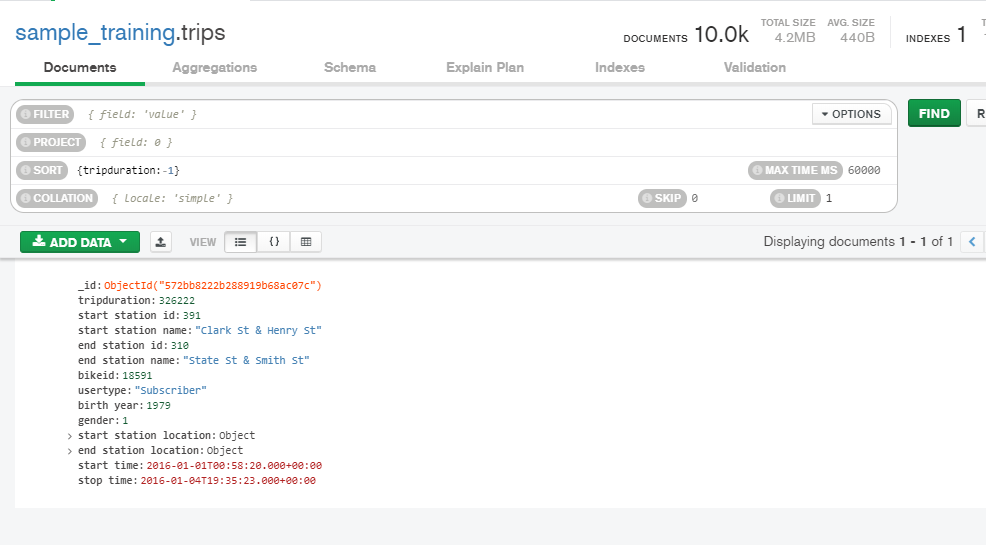 sample_training.trips
DOCUMENTS 10.0k TOTAL SIZE 4.2MB AVG. SIZE 440B INDEXES 1
Documents Aggregations Schema Explain Plan Indexes Validation
FILTER { field: 'value' } OPTIONS FIND R
PROJECT { field: 0 }
SORT {tripduration:-1} MAX TIME MS 60000
COLLATION { locale: 'simple' } SKIP 0 LIMIT 1
ADD DATA VIEW {} Displaying documents 1 - 1 of 1
_id:ObjectId("572bb8222b288919b68ac07c")
tripduration:326222
start station id:391
start station name:"Clark St & Henry St"
end station id:310
end station name:"State St & Smith St"
bikeid:18591
usertype:"Subscriber"
birth year:1979
gender:1
start station location:Object
end station location:Object
start time:2016-01-01T00:58:20.000+00:00
stop time:2016-01-04T19:35:23.000+00:00